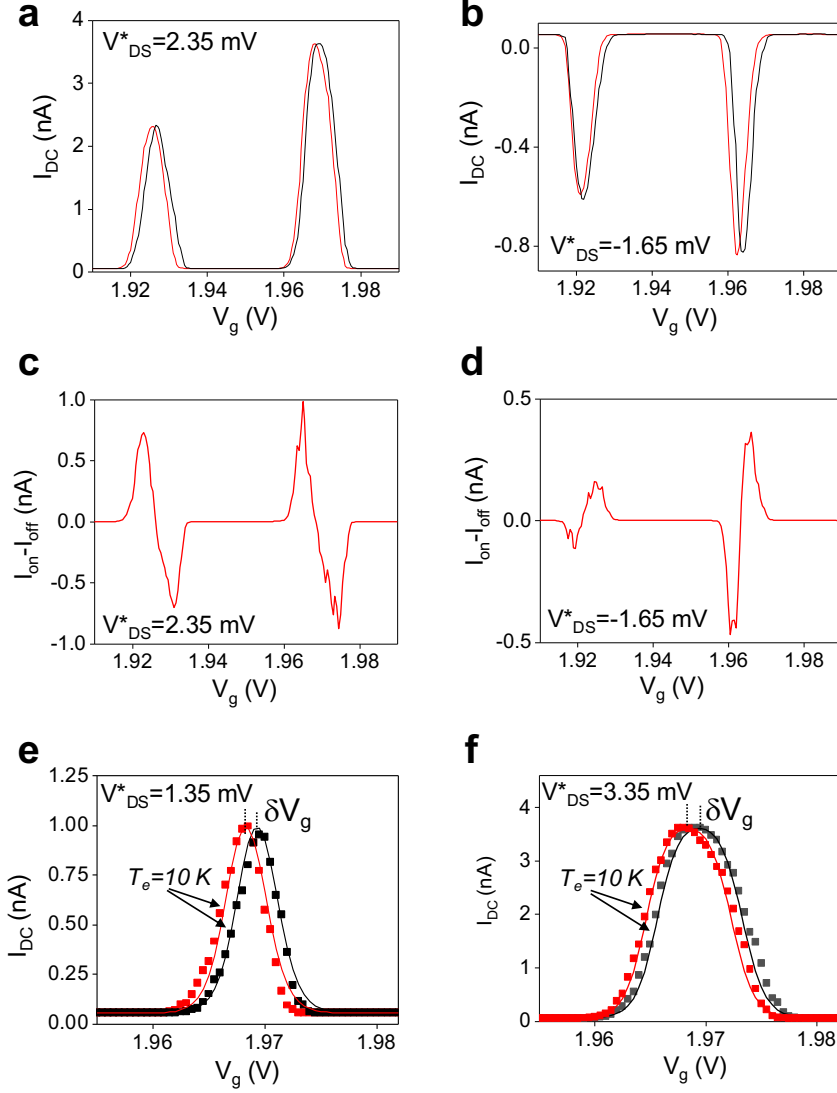 a
V*DS=2.35 mV
IDC (nA)
4
3
2
1
0
1.92 1.94 1.96 1.98
Vg (V)
b
IDC (nA)
0.0
-0.4
-0.8
V*DS=-1.65 mV
1.92 1.94 1.96 1.98
Vg (V)
c
Ion-Ioff (nA)
1.0
0.5
0.0
-0.5
-1.0
V*DS=2.35 mV
1.92 1.94 1.96 1.98
Vg (V)
d
Ion-Ioff (nA)
0.5
0.0
-0.5
V*DS=-1.65 mV
1.92 1.94 1.96 1.98
Vg (V)
e
V*DS=1.35 mV
δVg
Te=10 K
IDC (nA)
1.25
1.00
0.75
0.50
0.25
0.00
1.96 1.97 1.98
Vg (V)
f
V*DS=3.35 mV
δVg
Te=10 K
IDC (nA)
4
3
2
1
0
1.96 1.97 1.98
Vg (V)